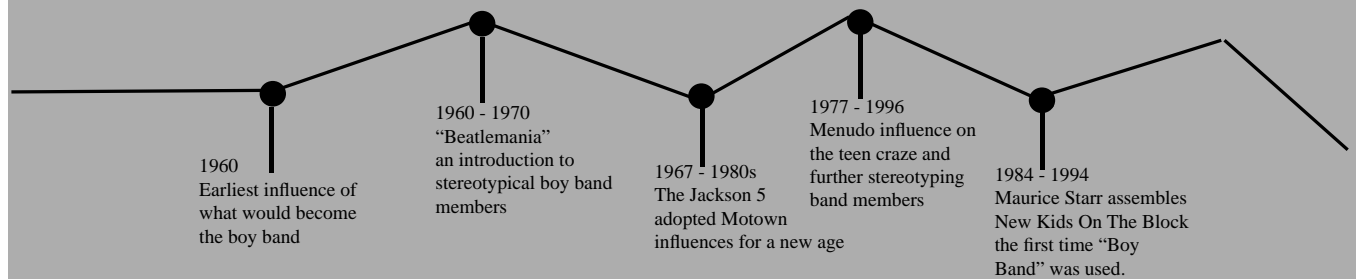 1960
Earliest influence of
what would become
the boy band
1960 - 1970
“Beatlemania”
an introduction to
stereotypical boy band
members
1967 - 1980s
The Jackson 5
adopted Motown
influences for a new age
1977 - 1996
Menudo influence on
the teen craze and
further stereotyping
band members
1984 - 1994
Maurice Starr assembles
New Kids On The Block
the first time “Boy
Band” was used.